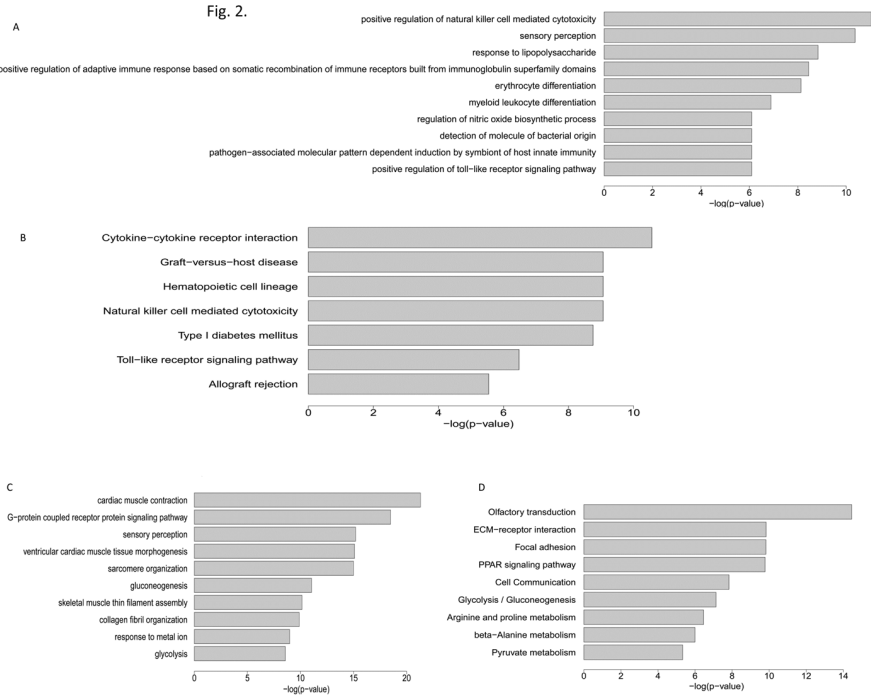 Fig. 2.
A
positive regulation of natural killer cell mediated cytotoxicity
sensory perception
response to lipopolysaccharide
positive regulation of adaptive immune response based on somatic recombination of immune receptors built from immunoglobulin superfamily domains
erythrocyte differentiation
myeloid leukocyte differentiation
regulation of nitric oxide biosynthetic process
detection of molecule of bacterial origin
pathogen−associated molecular pattern dependent induction by symbiont of host innate immunity
positive regulation of toll−like receptor signaling pathway
0 2 4 6 8 10
−log(p−value)
B
Cytokine−cytokine receptor interaction
Graft−versus−host disease
Hematopoietic cell lineage
Natural killer cell mediated cytotoxicity
Type I diabetes mellitus
Toll−like receptor signaling pathway
Allograft rejection
0 2 4 6 8 10
−log(p−value)
C
cardiac muscle contraction
G−protein coupled receptor protein signaling pathway
sensory perception
ventricular cardiac muscle tissue morphogenesis
sarcomere organization
gluconeogenesis
skeletal muscle thin filament assembly
collagen fibril organization
response to metal ion
glycolysis
0 5 10 15 20
−log(p−value)
D
Olfactory transduction
ECM−receptor interaction
Focal adhesion
PPAR signaling pathway
Cell Communication
Glycolysis / Gluconeogenesis
Arginine and proline metabolism
beta−Alanine metabolism
Pyruvate metabolism
0 2 4 6 8 10 12 14
−log(p−value)